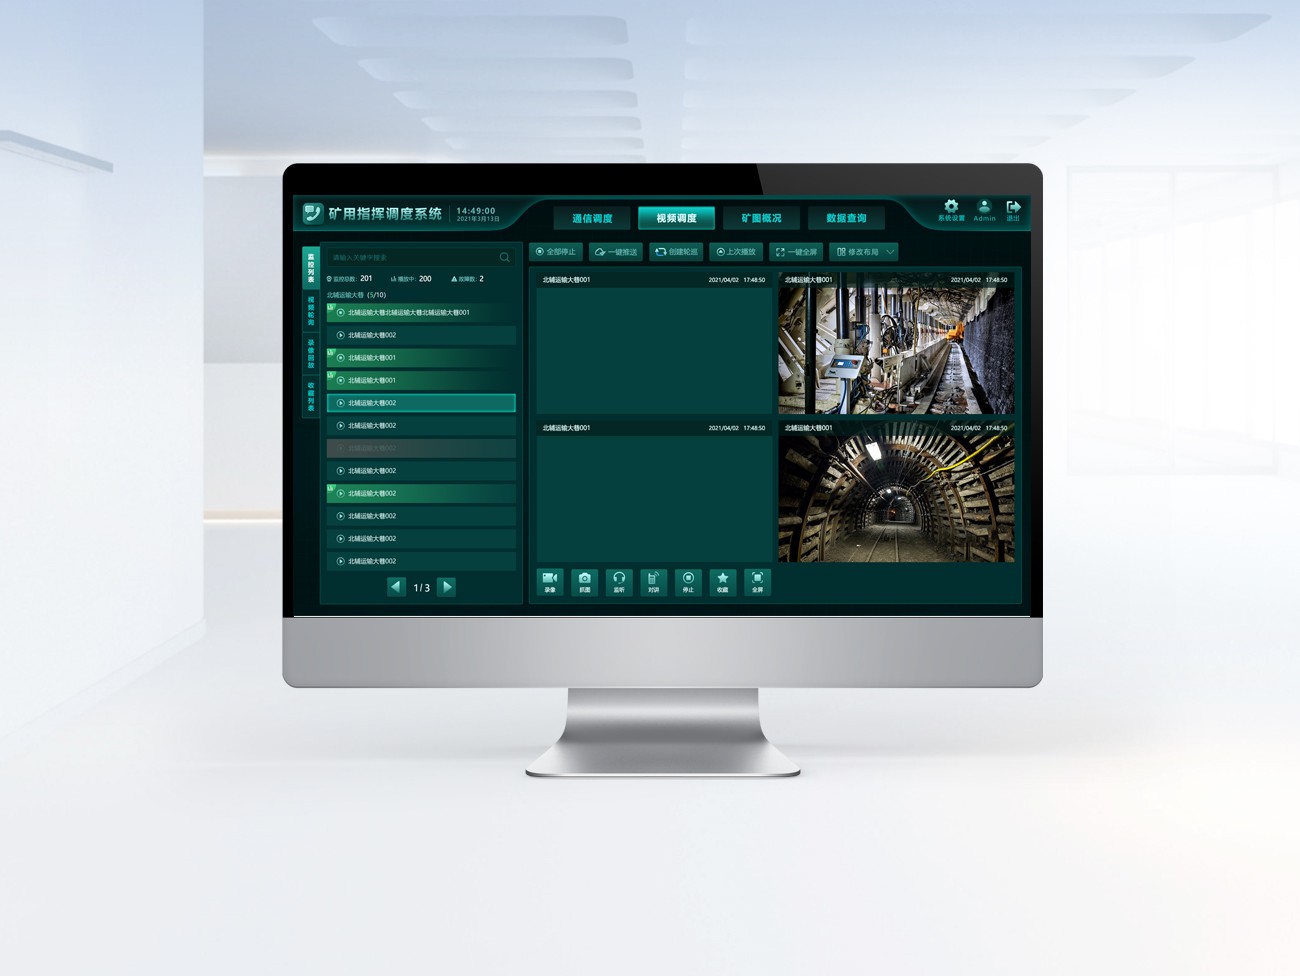 矿用指挥调度系统
14:49:00
2021年3月13日
通信调度
视频调度
矿图概况
数据查询
系统设置
Admin
退出
监控列表
视频轮询
录像回放
收藏列表
请输入关键字搜索
监控总数: 201
播放中: 200
故障数: 2
北辅运输大巷 (5/10)
北辅运输大巷北辅运输大巷北辅运输大巷001
北辅运输大巷002
北辅运输大巷001
北辅运输大巷001
北辅运输大巷002
北辅运输大巷002
北辅运输大巷002
北辅运输大巷002
北辅运输大巷002
北辅运输大巷002
北辅运输大巷002
1/3
全部停止
一键推送
创建轮巡
上次播放
一键全屏
修改布局
北辅运输大巷001
2021/04/02 17:48:50
北辅运输大巷001
2021/04/02 17:48:50
北辅运输大巷001
2021/04/02 17:48:50
北辅运输大巷001
2021/04/02 17:48:50
录像
抓图
监听
对讲
停止
收藏
全屏